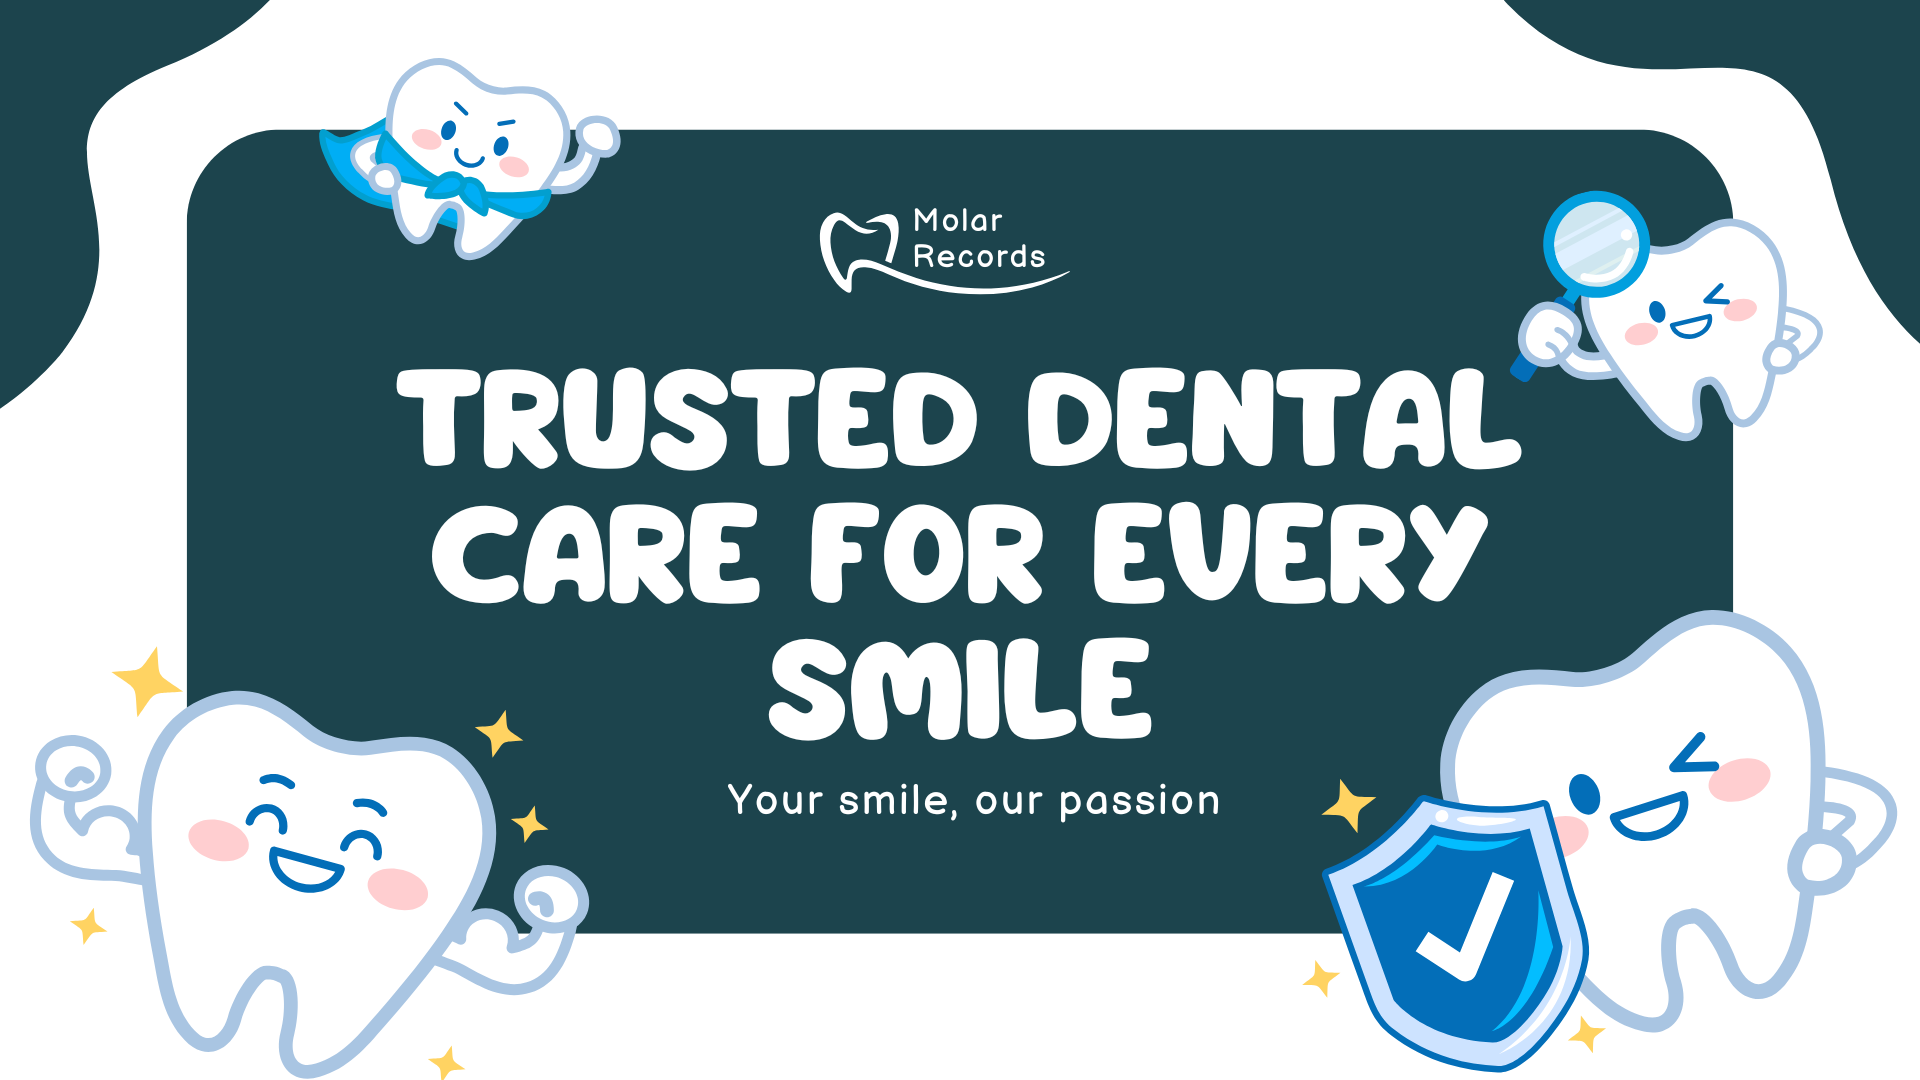 Molar
Records
TRUSTED DENTAL
CARE FOR EVERY
SMILE
Your smile, our passion